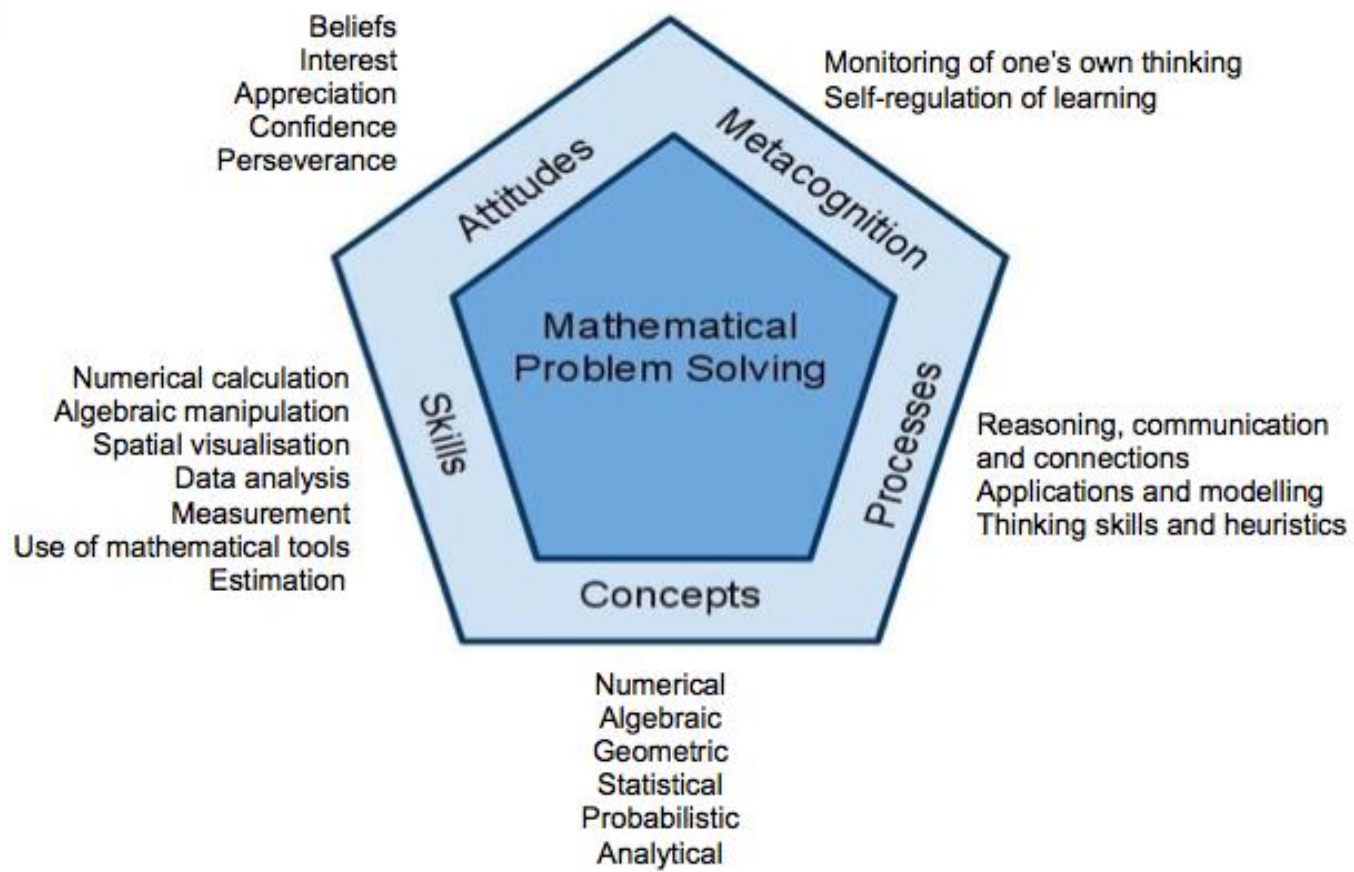 Beliefs
Interest
Appreciation
Confidence
Perseverance
Monitoring of one's own thinking
Self-regulation of learning
Attitudes
Metacognition
Mathematical
Problem Solving
Numerical calculation
Algebraic manipulation
Spatial visualisation
Data analysis
Measurement
Use of mathematical tools
Estimation
Skills
Processes
Reasoning, communication
and connections
Applications and modelling
Thinking skills and heuristics
Concepts
Numerical
Algebraic
Geometric
Statistical
Probabilistic
Analytical